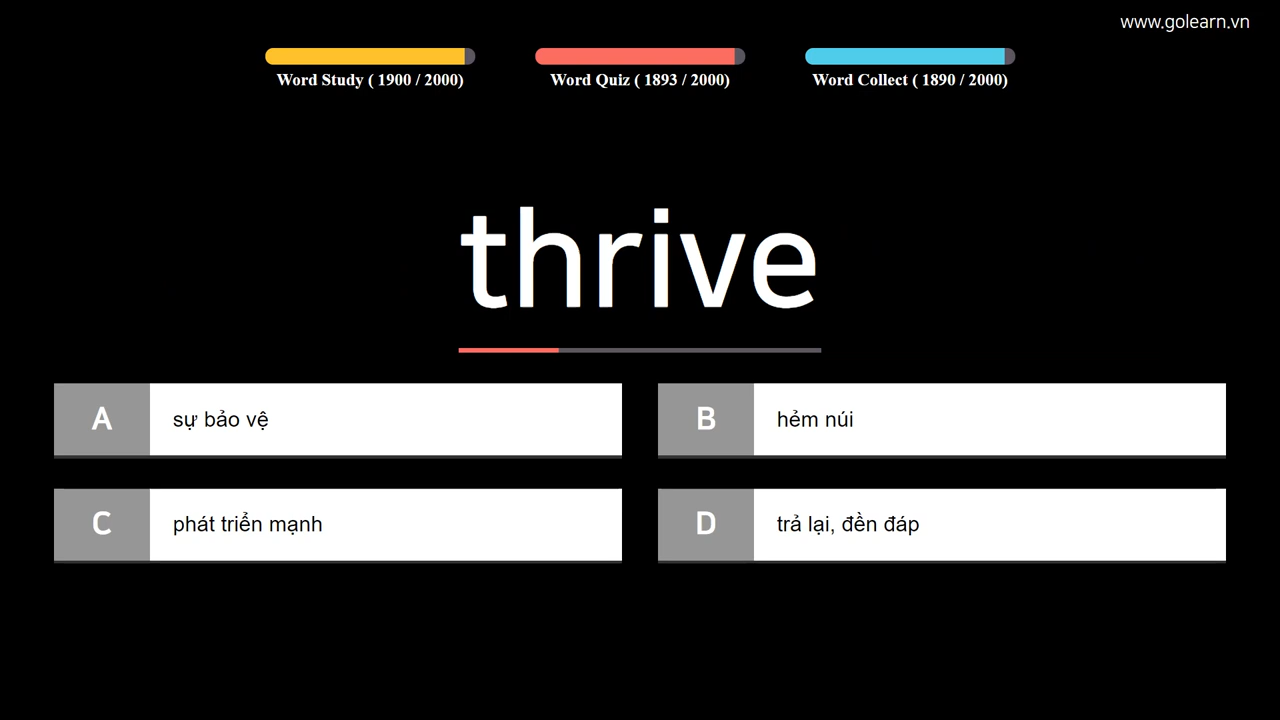 www.golearn.vn
Word Study ( 1900 / 2000)
Word Quiz ( 1893 / 2000)
Word Collect ( 1890 / 2000)
thrive
A sự bảo vệ
B hẻm núi
C phát triển mạnh
D trả lại, đền đáp